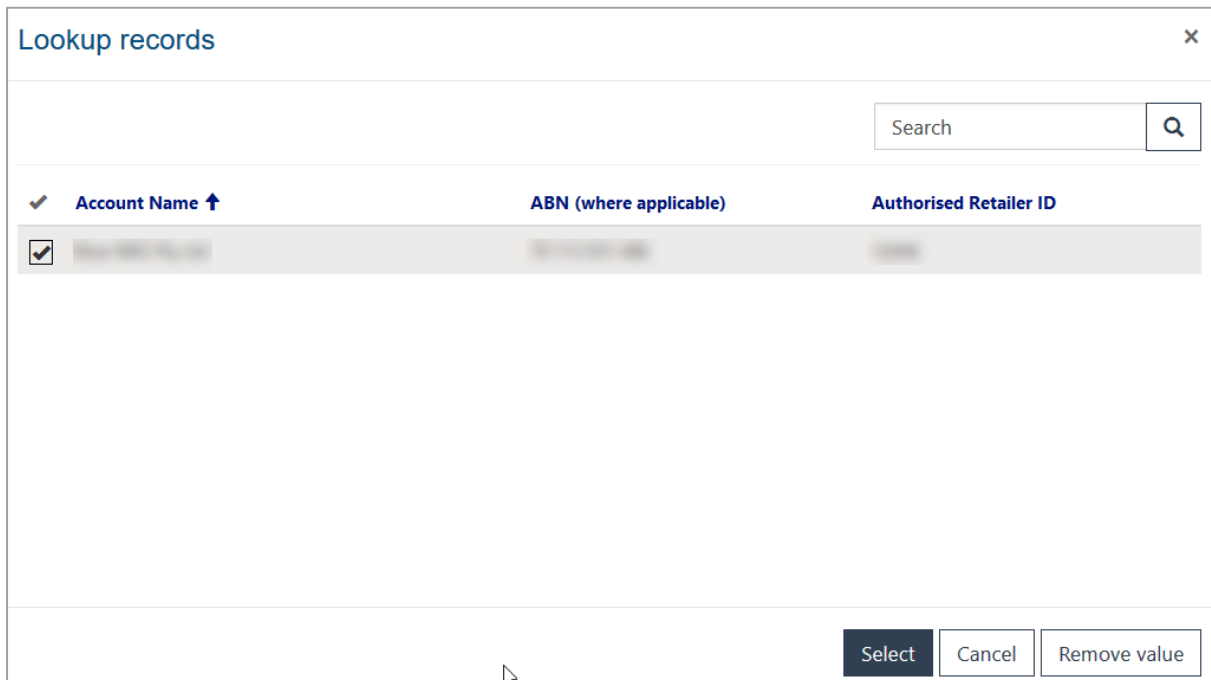 Lookup records
Search
Account Name ABN (where applicable) Authorised Retailer ID
Select Cancel Remove value